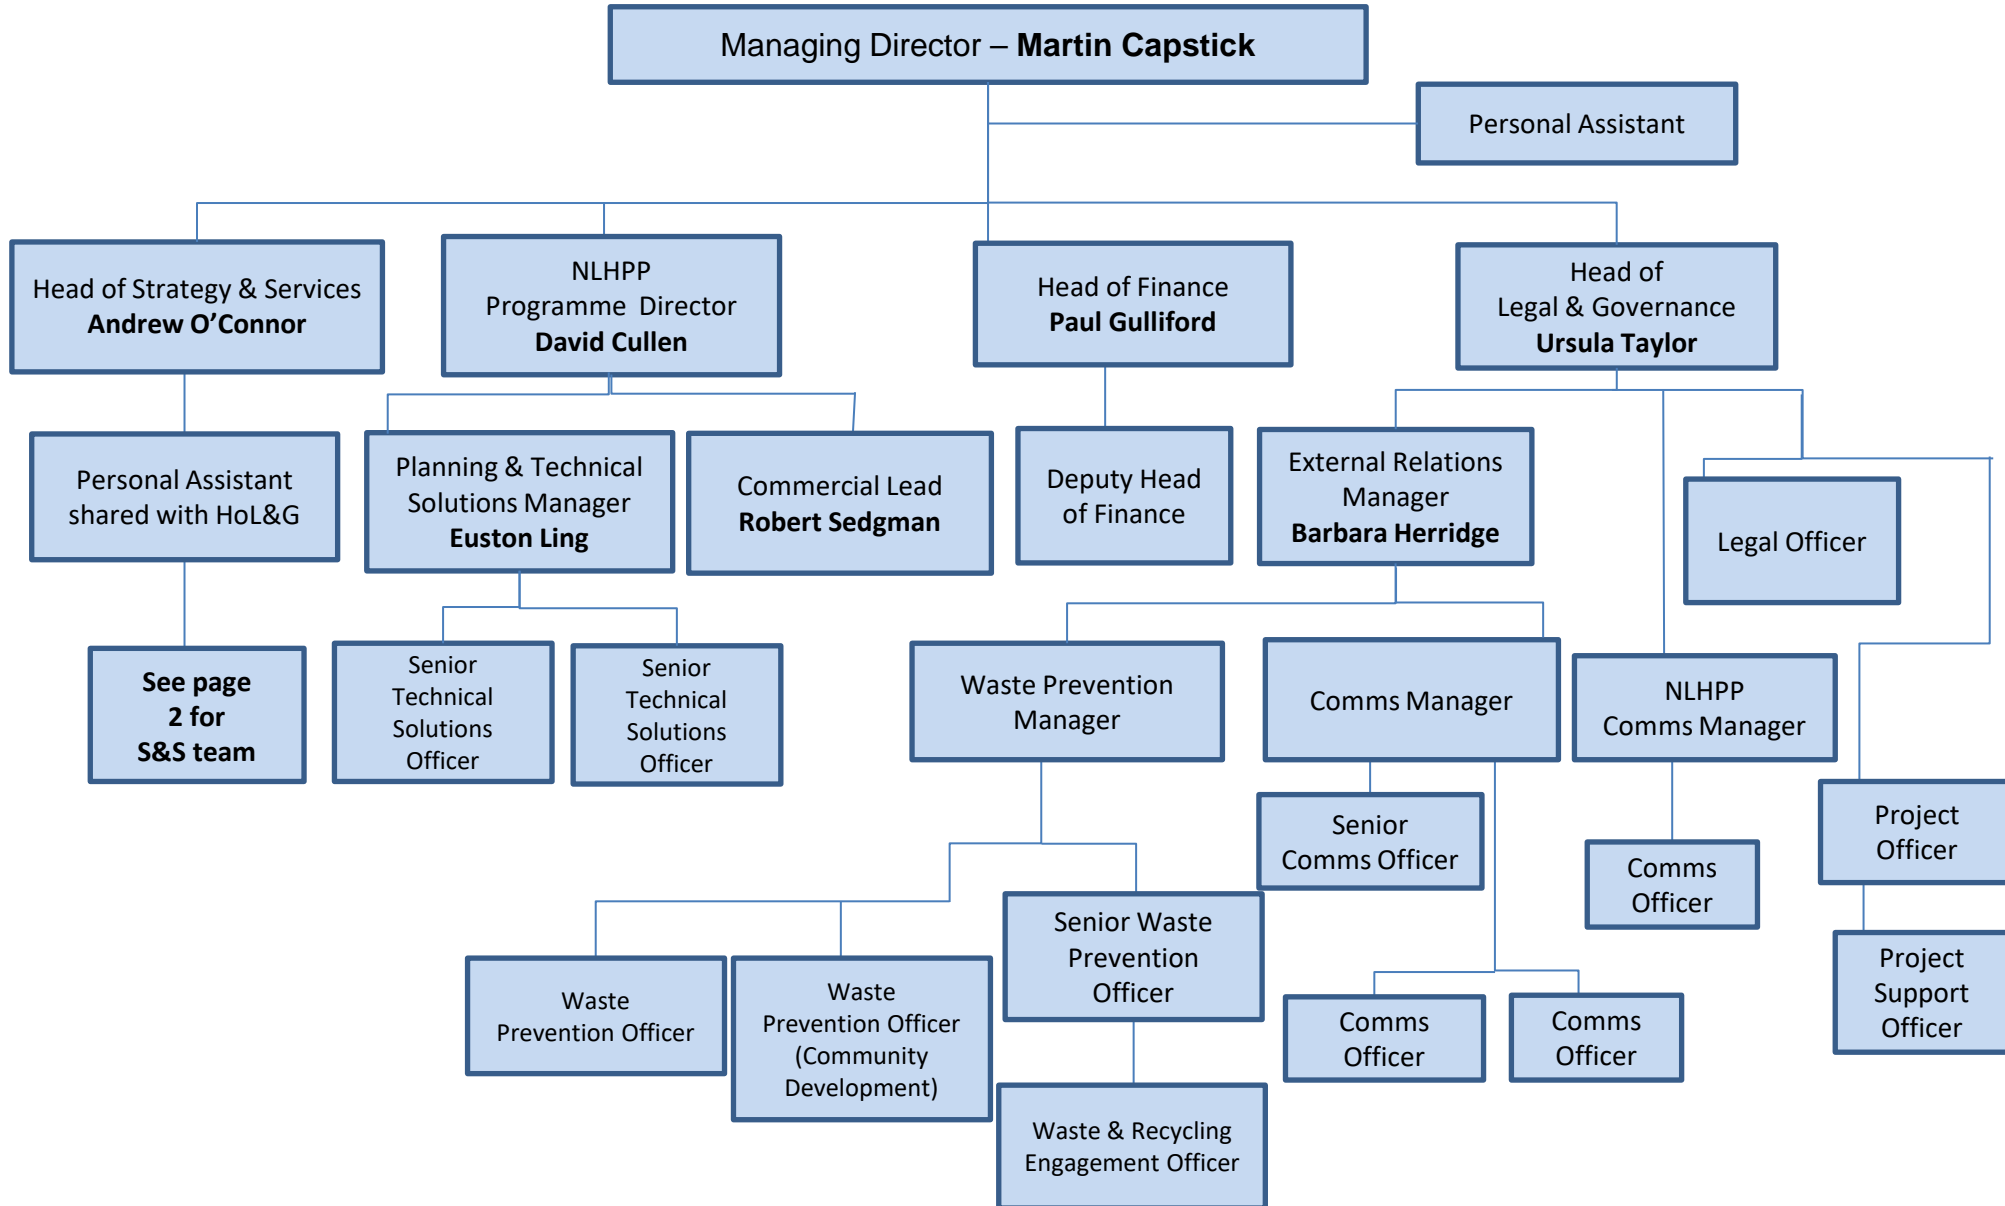 Managing Director – Martin Capstick
Personal Assistant
Head of Strategy & Services
Andrew O’Connor
NLHPP
Programme Director
David Cullen
Head of Finance
Paul Gulliford
Head of
Legal & Governance
Ursula Taylor
Personal Assistant
shared with HoL&G
Planning & Technical
Solutions Manager
Euston Ling
Commercial Lead
Robert Sedgman
Deputy Head
of Finance
External Relations
Manager
Barbara Herridge
Legal Officer
See page
2 for
S&S team
Senior
Technical
Solutions
Officer
Senior
Technical
Solutions
Officer
Waste Prevention
Manager
Comms Manager
NLHPP
Comms Manager
Project
Officer
Senior
Comms Officer
Comms
Officer
Project
Support
Officer
Waste
Prevention Officer
Waste
Prevention Officer
(Community
Development)
Senior Waste
Prevention
Officer
Comms
Officer
Comms
Officer
Waste & Recycling
Engagement Officer